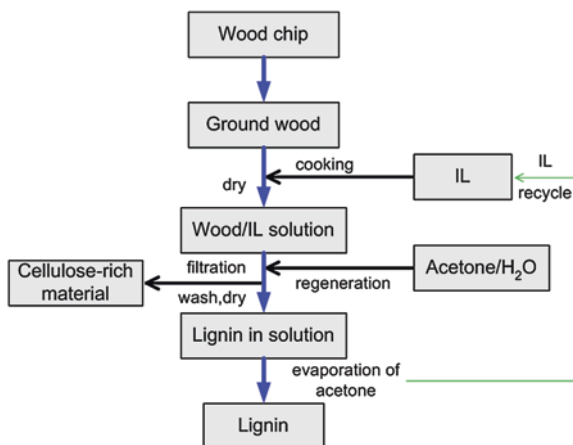 Wood chip
Ground wood
cooking
dry
IL
IL
recycle
Wood/IL solution
filtration
wash,dry
Cellulose-rich
material
regeneration
Acetone/H₂O
Lignin in solution
evaporation of
acetone
Lignin